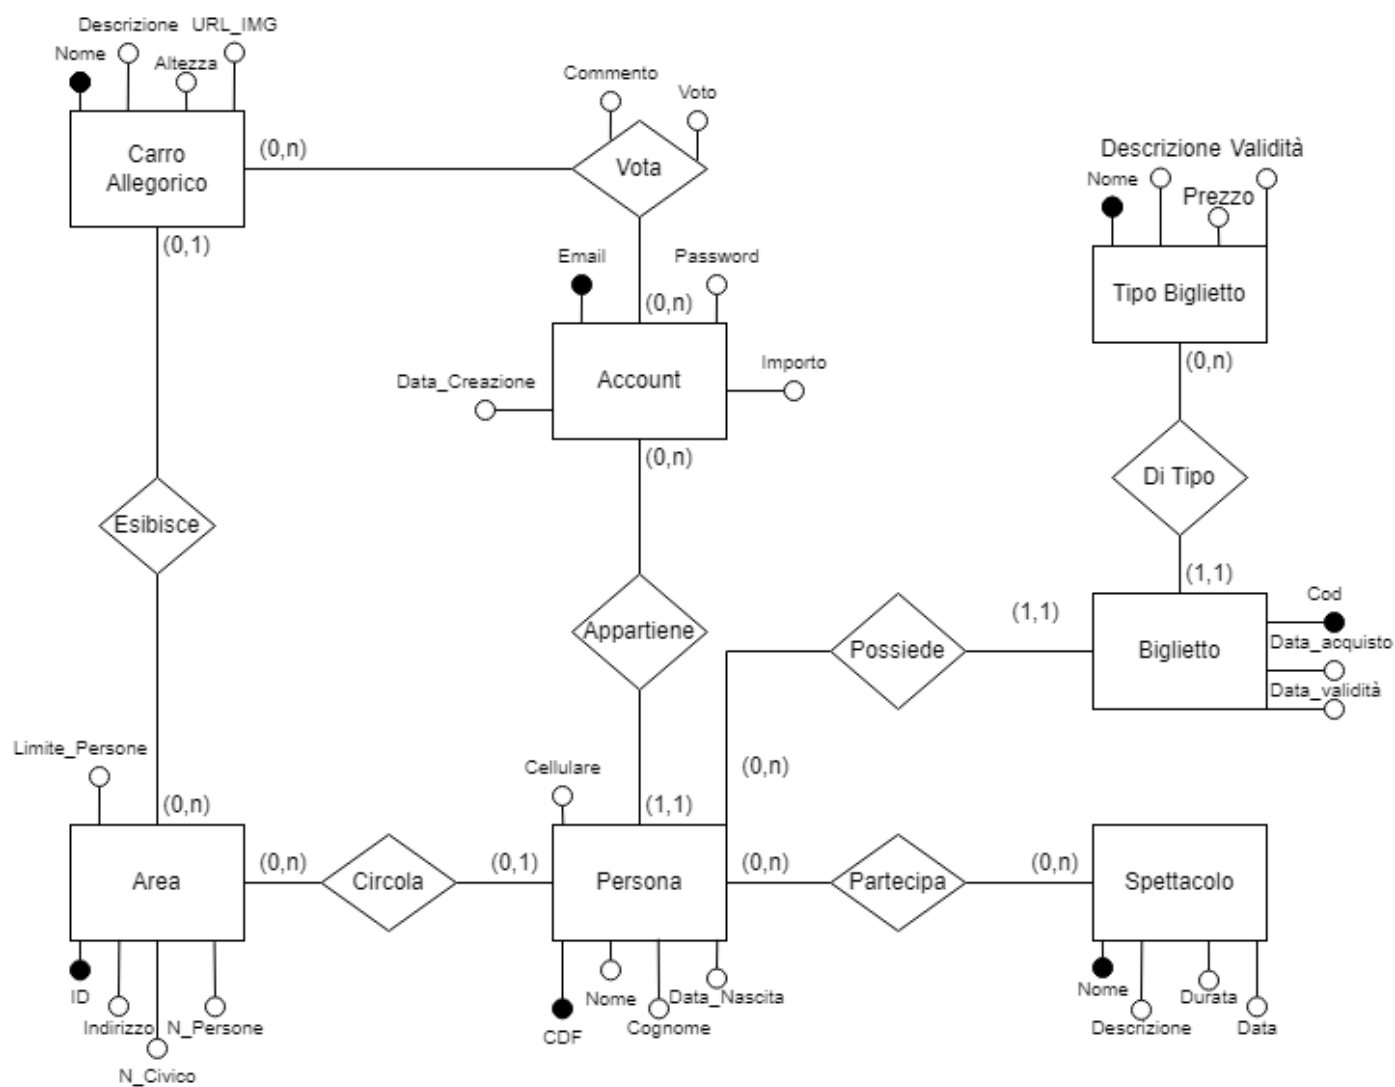 Descrizione URL_IMG
Nome
Altezza
Carro
Allegorico
(0,n)
(0,1)
Commento
Voto
Vota
Descrizione Validità
Nome
Prezzo
Tipo Biglietto
(0,n)
Email
Password
(0,n)
Data_Creazione
Account
Importo
(0,n)
Di Tipo
(1,1)
Esibisce
Appartiene
Possiede
(1,1)
Biglietto
Cod
Data_acquisto
Data_validità
Limite_Persone
(0,n)
Cellulare
(1,1)
(0,n)
Area
(0,n)
Circola
(0,1)
Persona
(0,n)
Partecipa
(0,n)
Spettacolo
ID
Indirizzo
N_Persone
N_Civico
CDF
Nome
Cognome
Data_Nascita
Nome
Descrizione
Durata
Data